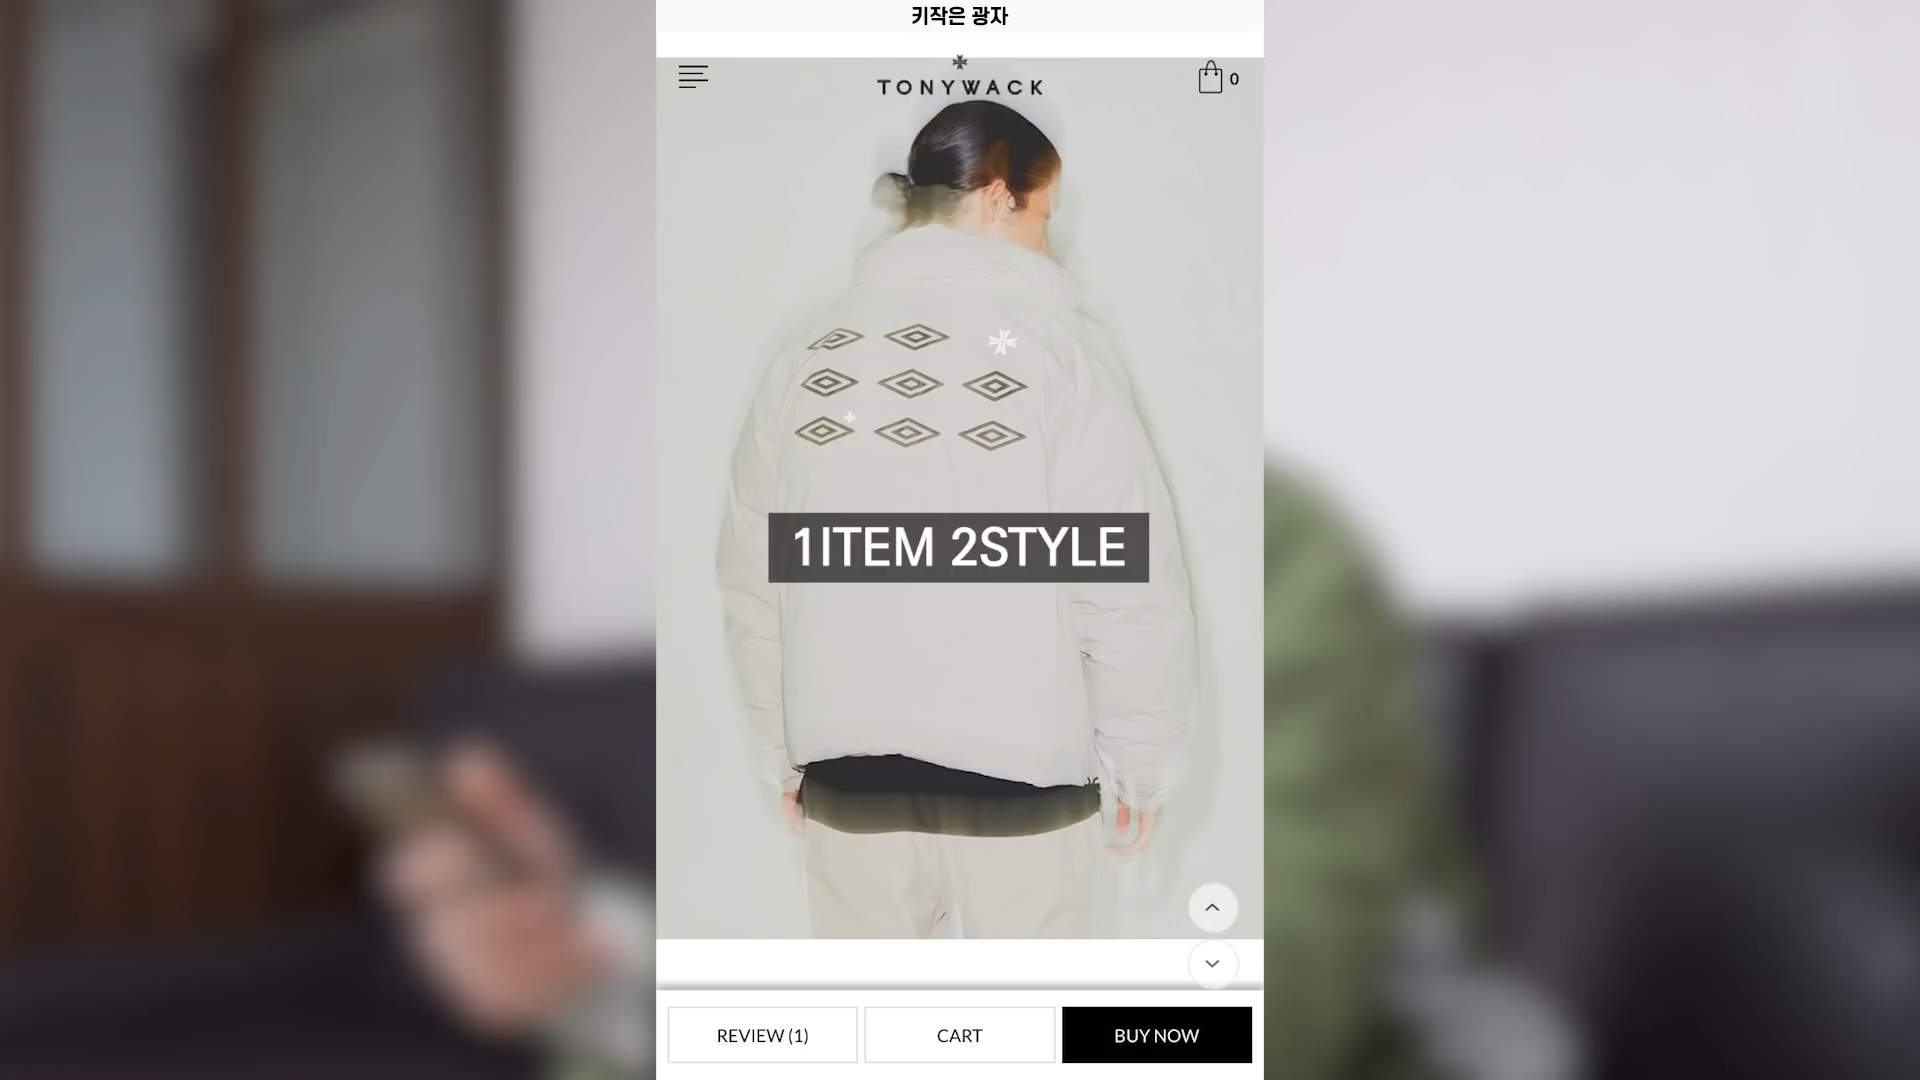 키작은 광자
TONYWACK
0
1ITEM 2STYLE
REVIEW (1)
CART
BUY NOW